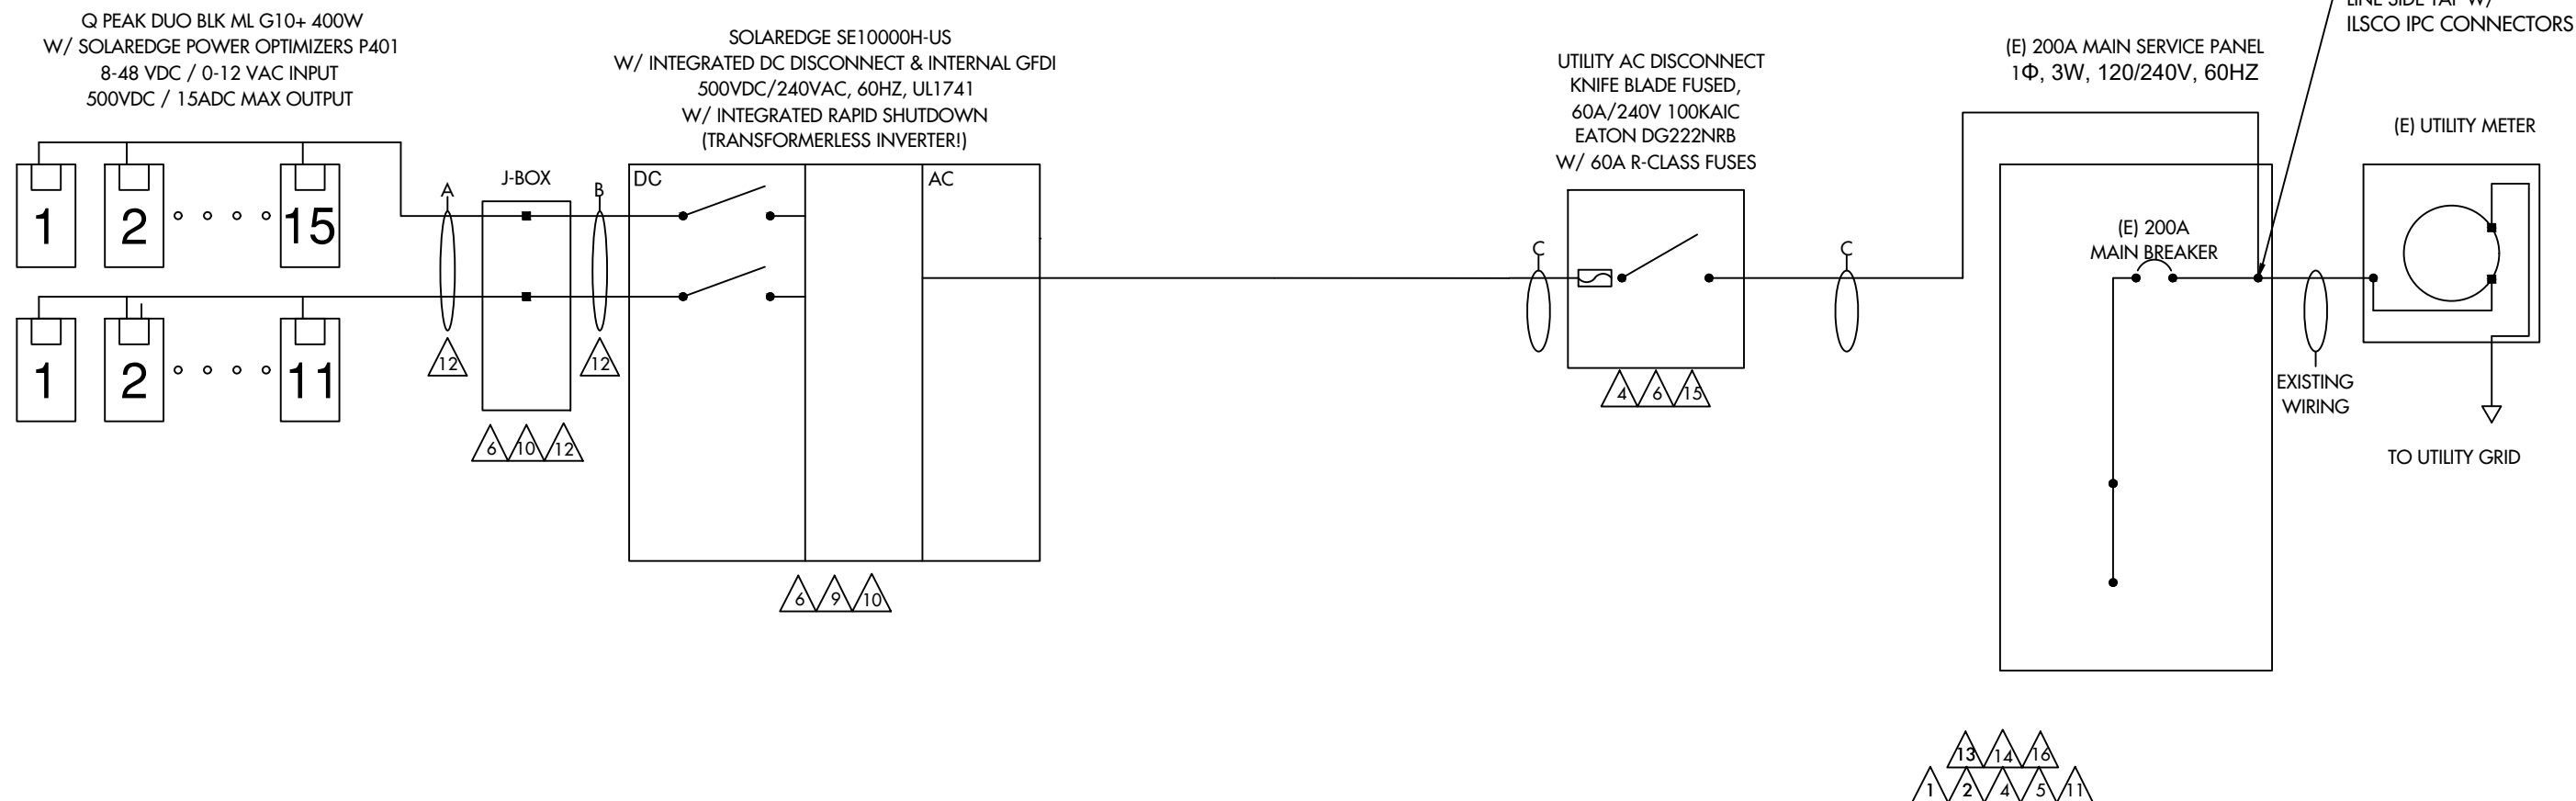 Q PEAK DUO BLK ML G10+ 400W
W/ SOLAREDGE POWER OPTIMIZERS P401
8-48 VDC / 0-12 VAC INPUT
500VDC / 15ADC MAX OUTPUT
1
2
15
1
2
11
A
12
J-BOX
6 10 12
B
12
SOLAREDGE SE10000H-US
W/ INTEGRATED DC DISCONNECT & INTERNAL GFDI
500VDC/240VAC, 60HZ, UL1741
W/ INTEGRATED RAPID SHUTDOWN
(TRANSFORMERLESS INVERTER!)
DC
AC
6 9 10
C
UTILITY AC DISCONNECT
KNIFE BLADE FUSED,
60A/240V 100KAIC
EATON DG222NRB
W/ 60A R-CLASS FUSES
4 6 15
C
(E) 200A MAIN SERVICE PANEL
1Φ, 3W, 120/240V, 60HZ
(E) 200A
MAIN BREAKER
13 14 16
1 2 4 5 11
LINE SIDE TAP W/
ILSCO IPC CONNECTORS
EXISTING
WIRING
(E) UTILITY METER
TO UTILITY GRID